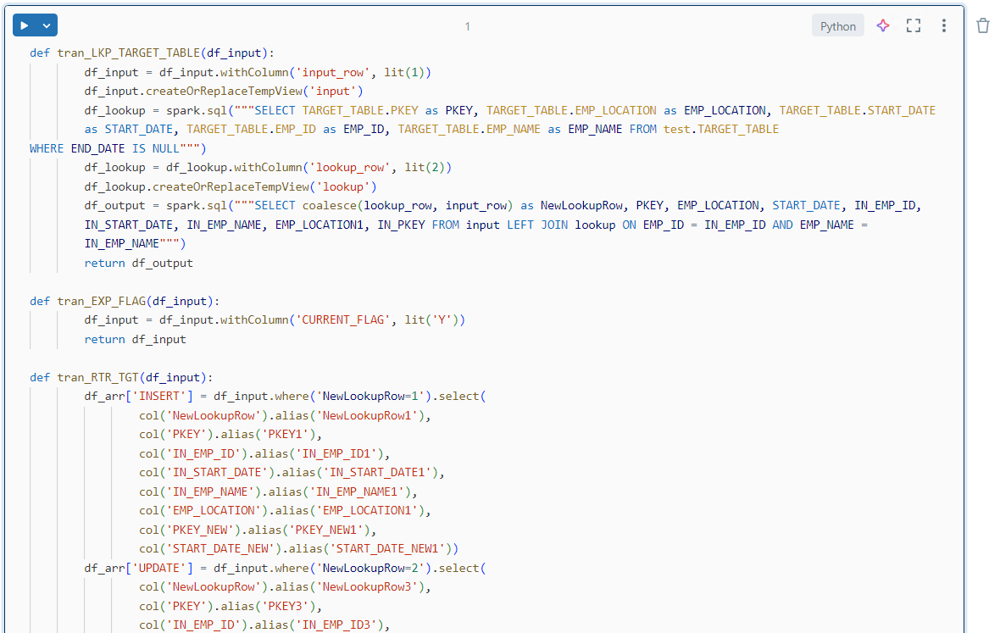 1
Python
def tran_LKP_TARGET_TABLE(df_input):
df_input = df_input.withColumn('input_row', lit(1))
df_input.createOrReplaceTempView('input')
df_lookup = spark.sql("""SELECT TARGET_TABLE.PKEY as PKEY, TARGET_TABLE.EMP_LOCATION as EMP_LOCATION, TARGET_TABLE.START_DATE
as START_DATE, TARGET_TABLE.EMP_ID as EMP_ID, TARGET_TABLE.EMP_NAME as EMP_NAME FROM test.TARGET_TABLE
WHERE END_DATE IS NULL""")
df_lookup = df_lookup.withColumn('lookup_row', lit(2))
df_lookup.createOrReplaceTempView('lookup')
df_output = spark.sql("""SELECT coalesce(lookup_row, input_row) as NewLookupRow, PKEY, EMP_LOCATION, START_DATE, IN_EMP_ID,
IN_START_DATE, IN_EMP_NAME, EMP_LOCATION1, IN_PKEY FROM input LEFT JOIN lookup ON EMP_ID = IN_EMP_ID AND EMP_NAME =
IN_EMP_NAME""")
return df_output
def tran_EXP_FLAG(df_input):
df_input = df_input.withColumn('CURRENT_FLAG', lit('Y'))
return df_input
def tran_RTR_TGT(df_input):
df_arr['INSERT'] = df_input.where('NewLookupRow=1').select(
col('NewLookupRow').alias('NewLookupRow1'),
col('PKEY').alias('PKEY1'),
col('IN_EMP_ID').alias('IN_EMP_ID1'),
col('IN_START_DATE').alias('IN_START_DATE1'),
col('IN_EMP_NAME').alias('IN_EMP_NAME1'),
col('EMP_LOCATION').alias('EMP_LOCATION1'),
col('PKEY_NEW').alias('PKEY_NEW1'),
col('START_DATE_NEW').alias('START_DATE_NEW1'))
df_arr['UPDATE'] = df_input.where('NewLookupRow=2').select(
col('NewLookupRow').alias('NewLookupRow3'),
col('PKEY').alias('PKEY3'),
col('IN_EMP_ID').alias('IN_EMP_ID3'),